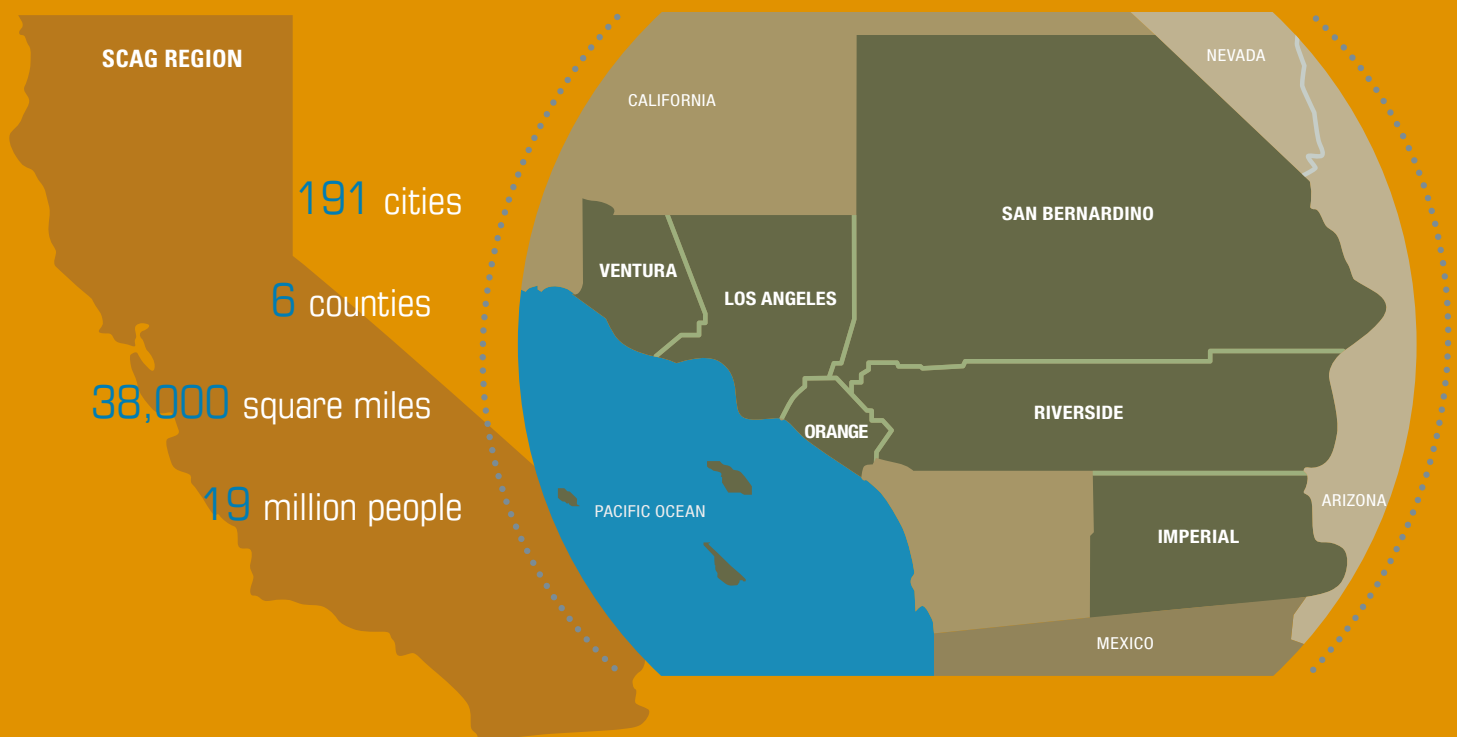 SCAG REGION
191 cities
6 counties
38,000 square miles
19 million people
CALIFORNIA
NEVADA
SAN BERNARDINO
VENTURA
LOS ANGELES
RIVERSIDE
ORANGE
ARIZONA
PACIFIC OCEAN
IMPERIAL
MEXICO